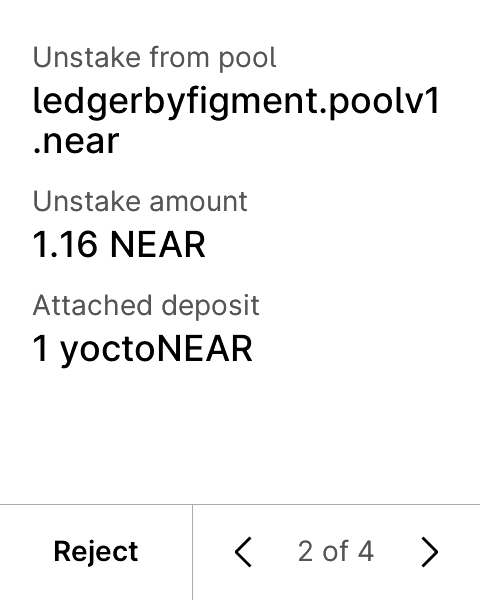 Unstake from pool
ledgerbyfigment.poolv1
.near
Unstake amount
1.16 NEAR
Attached deposit
1 yoctoNEAR
Reject
2 of 4